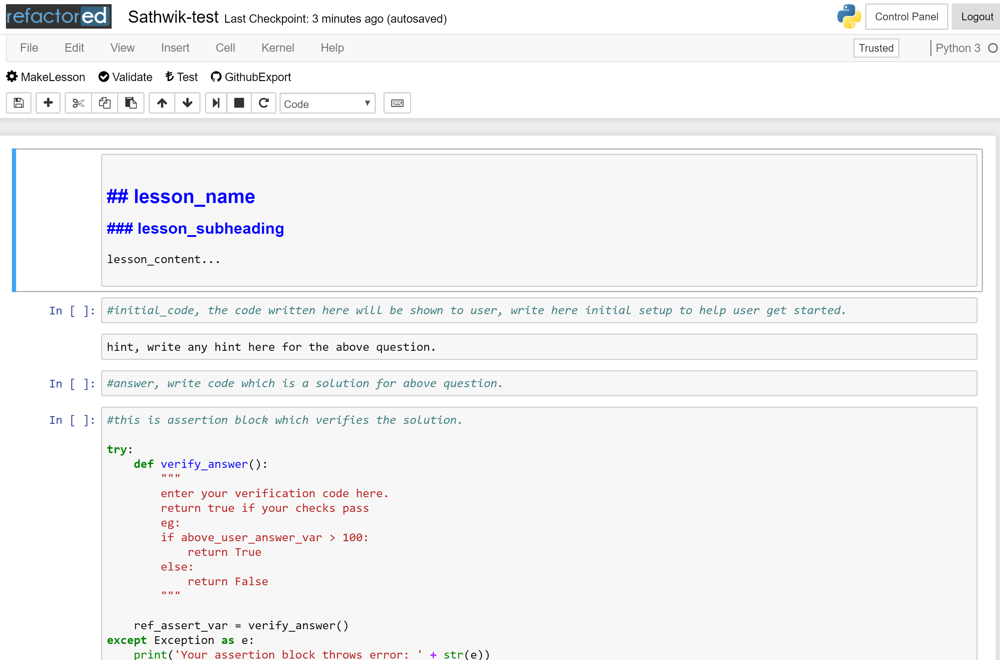 refactored Sathwik-test Last Checkpoint: 3 minutes ago (autosaved) Control Panel Logout
File Edit View Insert Cell Kernel Help Trusted Python 3
MakeLesson Validate Test GithubExport
Code
## lesson_name
### lesson_subheading
lesson_content...
In [ ]: #initial_code, the code written here will be shown to user, write here initial setup to help user get started.
hint, write any hint here for the above question.
In [ ]: #answer, write code which is a solution for above question.
In [ ]: #this is assertion block which verifies the solution.
try:
    def verify_answer():
        """
        enter your verification code here.
        return true if your checks pass
        eg:
        if above_user_answer_var > 100:
            return True
        else:
            return False
        """
    ref_assert_var = verify_answer()
except Exception as e:
    print('Your assertion block throws error: ' + str(e))